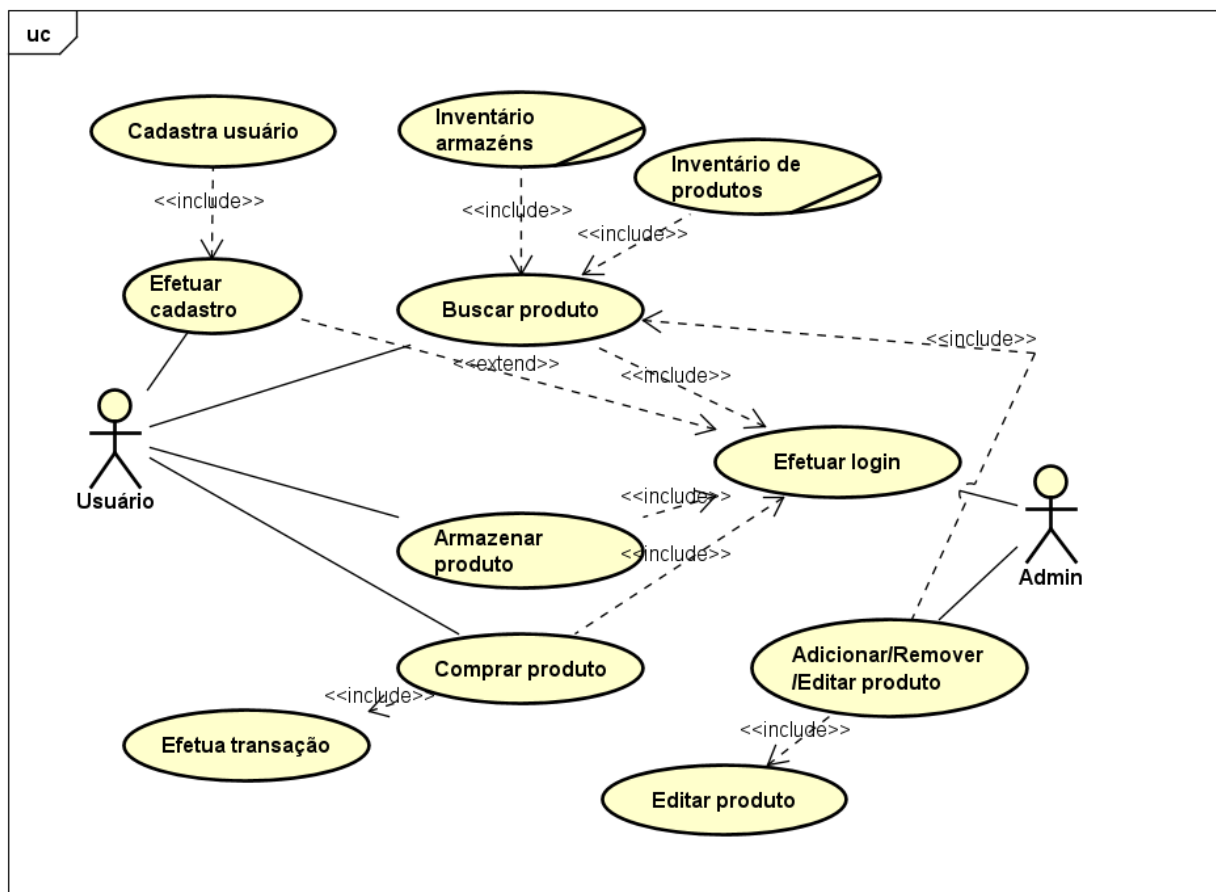 uc
Cadastra usuário
Inventário
armazéns
Inventário de
produtos
<<include>>
<<include>>
<<include>>
Efetuar
cadastro
Buscar produto
<<include>>
<<extend>>
<<include>>
Efetuar login
Usuário
<<include>>
Armazenar
produto
<<include>>
Admin
Comprar produto
Adicionar/Remover
/Editar produto
<<include>>
<<include>>
Efetua transação
Editar produto